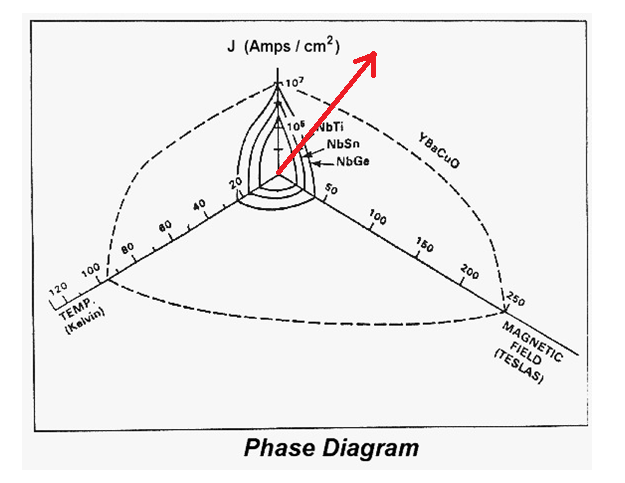 J (Amps / cm²)
10⁷
10⁶ NbTi
NbSn
NbGe
YBaCuO
20
40
60
80
100
120
TEMP.
(Kelvin)
50
100
150
200
250
MAGNETIC
FIELD
(TESLAS)
Phase Diagram